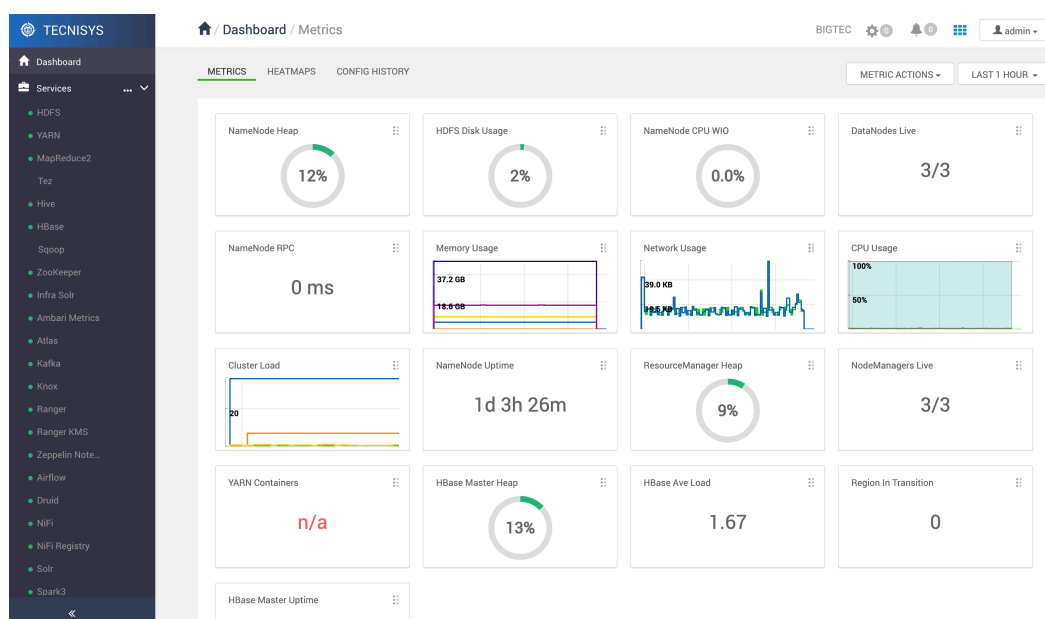 TECNISYS
Dashboard / Metrics
BIGTEC
0
0
admin
Dashboard
Services
...
HDFS
YARN
MapReduce2
Tez
Hive
HBase
Sqoop
ZooKeeper
Infra Solr
Ambari Metrics
Atlas
Kafka
Knox
Ranger
Ranger KMS
Zeppelin Note...
Airflow
Druid
NiFi
NiFi Registry
Solr
Spark3
METRICS HEATMAPS CONFIG HISTORY
METRIC ACTIONS
LAST 1 HOUR
NameNode Heap
12%
HDFS Disk Usage
2%
NameNode CPU WIO
0.0%
DataNodes Live
3/3
NameNode RPC
0 ms
Memory Usage
37.2 GB
18.6 GB
Network Usage
39.0 KB
19.5 KB
CPU Usage
100%
50%
Cluster Load
20
NameNode Uptime
1d 3h 26m
ResourceManager Heap
9%
NodeManagers Live
3/3
YARN Containers
n/a
HBase Master Heap
13%
HBase Ave Load
1.67
Region In Transition
0
HBase Master Uptime